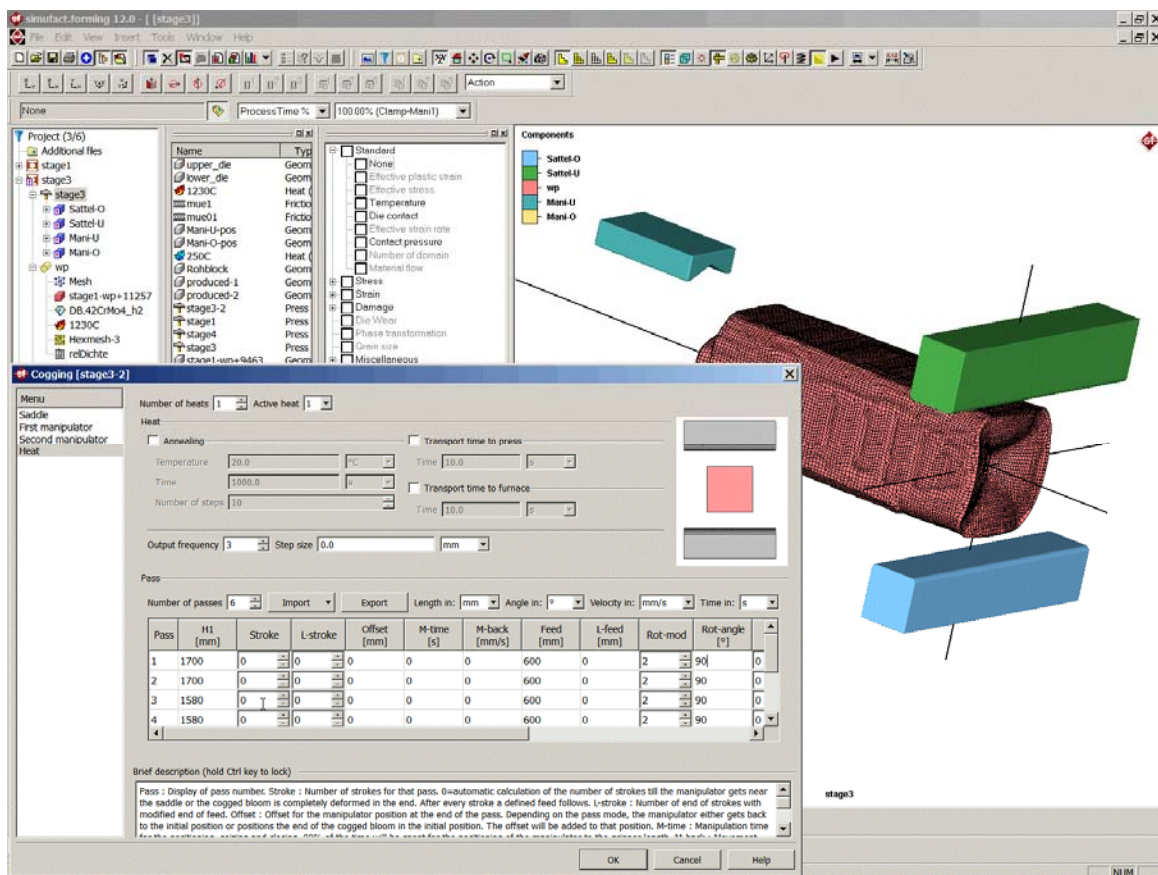 simufact.forming 12.0 - [ [stage3]]
File Edit View Insert Tools Window Help
Action
None
ProcessTime %
100.00% (Clamp-Mani1)
Project (3/6)
Additional files
stage1
stage3
stage3
Sattel-O
Sattel-U
Mani-U
Mani-O
wp
Mesh
stage1-wp+11257
DB.42CrMo4_h2
1230C
Hexmesh-3
relDichte
Name Typ
upper_die Geom
lower_die Geom
1230C Heat (
mue1 Frictio
mue01 Frictio
Mani-U-pos Geom
Mani-O-pos Geom
250C Heat (
Rohblock Geom
produced-1 Geom
produced-2 Geom
stage3-2 Press
stage1 Press
stage4 Press
stage3 Press
stage1-wp+9463 Geom
Standard
None
Effective plastic strain
Effective stress
Temperature
Die contact
Effective strain rate
Contact pressure
Number of domain
Material flow
Stress
Strain
Damage
Die Wear
Phase transformation
Grain size
Miscellaneous
Components
Sattel-O
Sattel-U
wp
Mani-U
Mani-O
stage3
Cogging [stage3-2]
Menu
Saddle
First manipulator
Second manipulator
Heat
Number of heats 1 Active heat 1
Heat
Annealing
Temperature 20.0 °C
Time 1000.0 s
Number of steps 10
Transport time to press
Time 10.0 s
Transport time to furnace
Time 10.0 s
Output frequency 3 Step size 0.0 mm
Pass
Number of passes 6 Import Export Length in: mm Angle in: ° Velocity in: mm/s Time in: s
Pass H1 [mm] Stroke L-stroke Offset [mm] M-time [s] M-back [mm/s] Feed [mm] L-feed [mm] Rot-mod Rot-angle [°]
1 1700 0 0 0 0 0 600 0 2 90 0
2 1700 0 0 0 0 0 600 0 2 90 0
3 1580 0 0 0 0 0 600 0 2 90 0
4 1580 0 0 0 0 0 600 0 2 90 0
Brief description (hold Ctrl key to lock)
Pass : Display of pass number. Stroke : Number of strokes for that pass. 0=automatic calculation of the number of strokes till the manipulator gets near
the saddle or the cogged bloom is completely deformed in the end. After every stroke a defined feed follows. L-stroke : Number of end of strokes with
modified end of feed. Offset : Offset for the manipulator position at the end of the pass. Depending on the pass mode, the manipulator either gets back
to the initial position or positions the end of the cogged bloom in the initial position. The offset will be added to that position. M-time : Manipulation time
OK Cancel Help
NUM